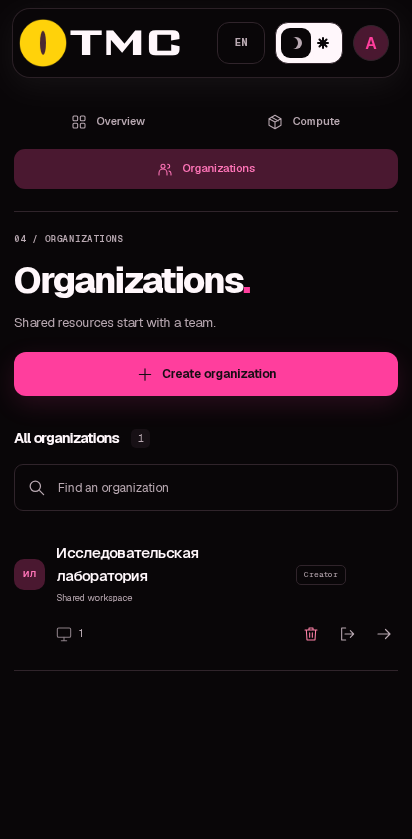 TMC
EN
A
Overview
Compute
Organizations
04 / ORGANIZATIONS
Organizations.
Shared resources start with a team.
Create organization
All organizations 1
Find an organization
ИЛ
Исследовательская
лаборатория
Creator
Shared workspace
1